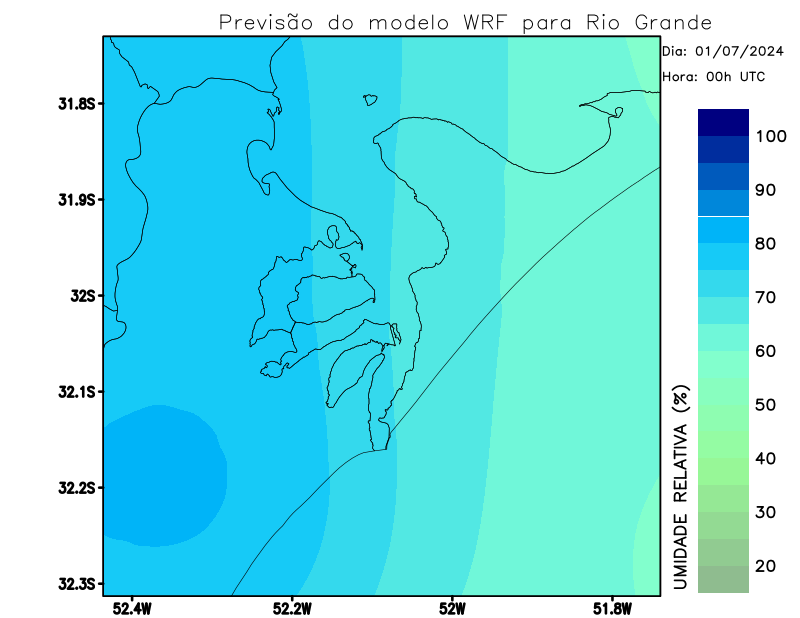 Previsão do modelo WRF para Rio Grande
Dia: 01/07/2024
Hora: 00h UTC
31.8S
31.9S
32S
32.1S
32.2S
32.3S
52.4W
52.2W
52W
51.8W
UMIDADE RELATIVA (%)
100
90
80
70
60
50
40
30
20